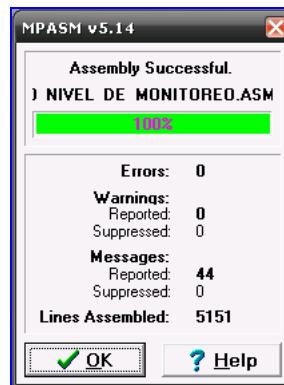 MPASM v5.14
Assembly Successful.
) NIVEL DE MONITOREO.ASM
100%
Errors: 0
Warnings:
Reported: 0
Suppressed: 0
Messages:
Reported: 44
Suppressed: 0
Lines Assembled: 5151
OK
Help